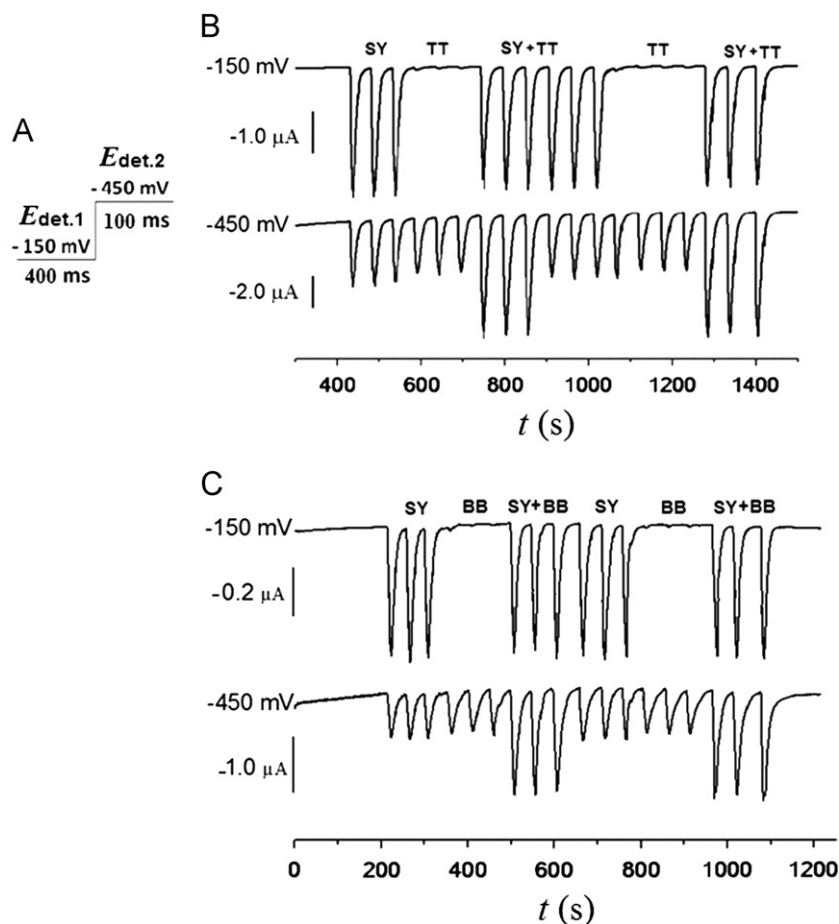 A
Edet.2
- 450 mV
100 ms
Edet.1
- 150 mV
400 ms
B
SY TT SY+TT TT SY+TT
-150 mV
-1.0 µA
-450 mV
-2.0 µA
400 600 800 1000 1200 1400
t (s)
C
SY BB SY+BB SY BB SY+BB
-150 mV
-0.2 µA
-450 mV
-1.0 µA
0 200 400 600 800 1000 1200
t (s)